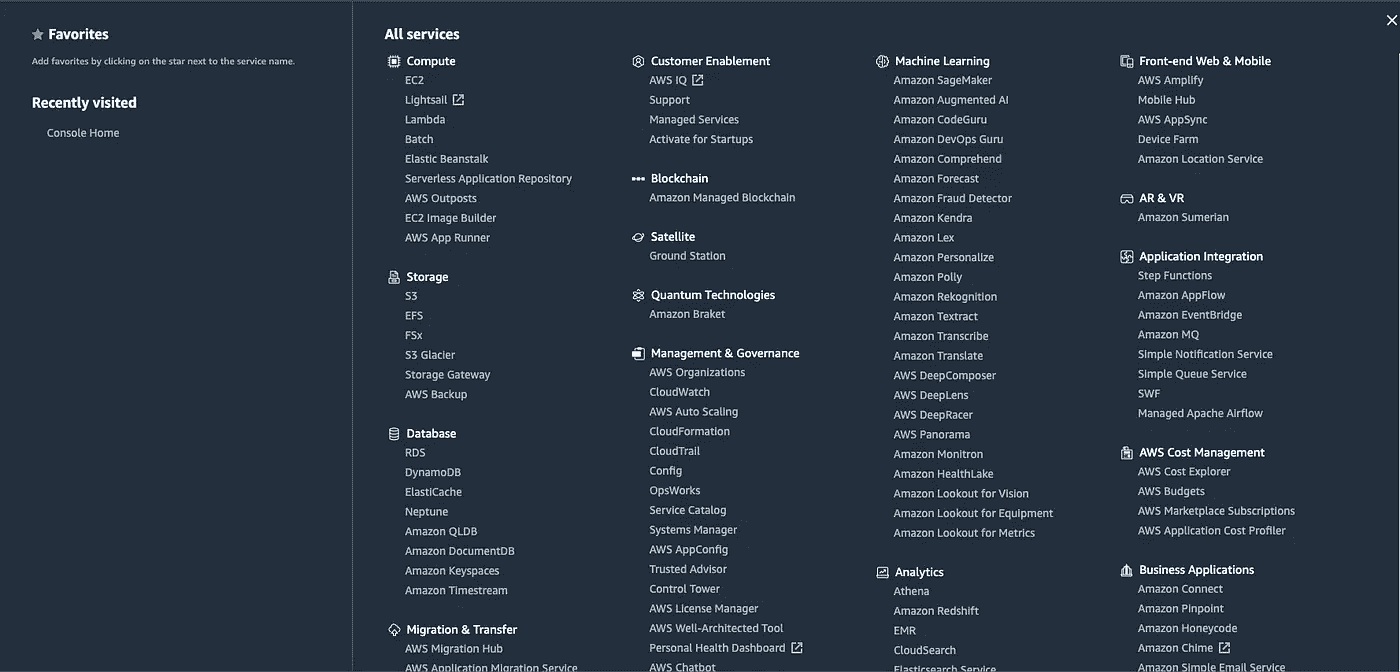 Favorites
Add favorites by clicking on the star next to the service name.
Recently visited
Console Home
All services
Compute
EC2
Lightsail
Lambda
Batch
Elastic Beanstalk
Serverless Application Repository
AWS Outposts
EC2 Image Builder
AWS App Runner
Storage
S3
EFS
FSx
S3 Glacier
Storage Gateway
AWS Backup
Database
RDS
DynamoDB
ElastiCache
Neptune
Amazon QLDB
Amazon DocumentDB
Amazon Keyspaces
Amazon Timestream
Migration & Transfer
AWS Migration Hub
AWS Application Migration Service
Customer Enablement
AWS IQ
Support
Managed Services
Activate for Startups
Blockchain
Amazon Managed Blockchain
Satellite
Ground Station
Quantum Technologies
Amazon Braket
Management & Governance
AWS Organizations
CloudWatch
AWS Auto Scaling
CloudFormation
CloudTrail
Config
OpsWorks
Service Catalog
Systems Manager
AWS AppConfig
Trusted Advisor
Control Tower
AWS License Manager
AWS Well-Architected Tool
Personal Health Dashboard
AWS Chatbot
Machine Learning
Amazon SageMaker
Amazon Augmented AI
Amazon CodeGuru
Amazon DevOps Guru
Amazon Comprehend
Amazon Forecast
Amazon Fraud Detector
Amazon Kendra
Amazon Lex
Amazon Personalize
Amazon Polly
Amazon Rekognition
Amazon Textract
Amazon Transcribe
Amazon Translate
AWS DeepComposer
AWS DeepLens
AWS DeepRacer
AWS Panorama
Amazon Monitron
Amazon HealthLake
Amazon Lookout for Vision
Amazon Lookout for Equipment
Amazon Lookout for Metrics
Analytics
Athena
Amazon Redshift
EMR
CloudSearch
Elasticsearch Service
Front-end Web & Mobile
AWS Amplify
Mobile Hub
AWS AppSync
Device Farm
Amazon Location Service
AR & VR
Amazon Sumerian
Application Integration
Step Functions
Amazon AppFlow
Amazon EventBridge
Amazon MQ
Simple Notification Service
Simple Queue Service
SWF
Managed Apache Airflow
AWS Cost Management
AWS Cost Explorer
AWS Budgets
AWS Marketplace Subscriptions
AWS Application Cost Profiler
Business Applications
Amazon Connect
Amazon Pinpoint
Amazon Honeycode
Amazon Chime
Amazon Simple Email Service